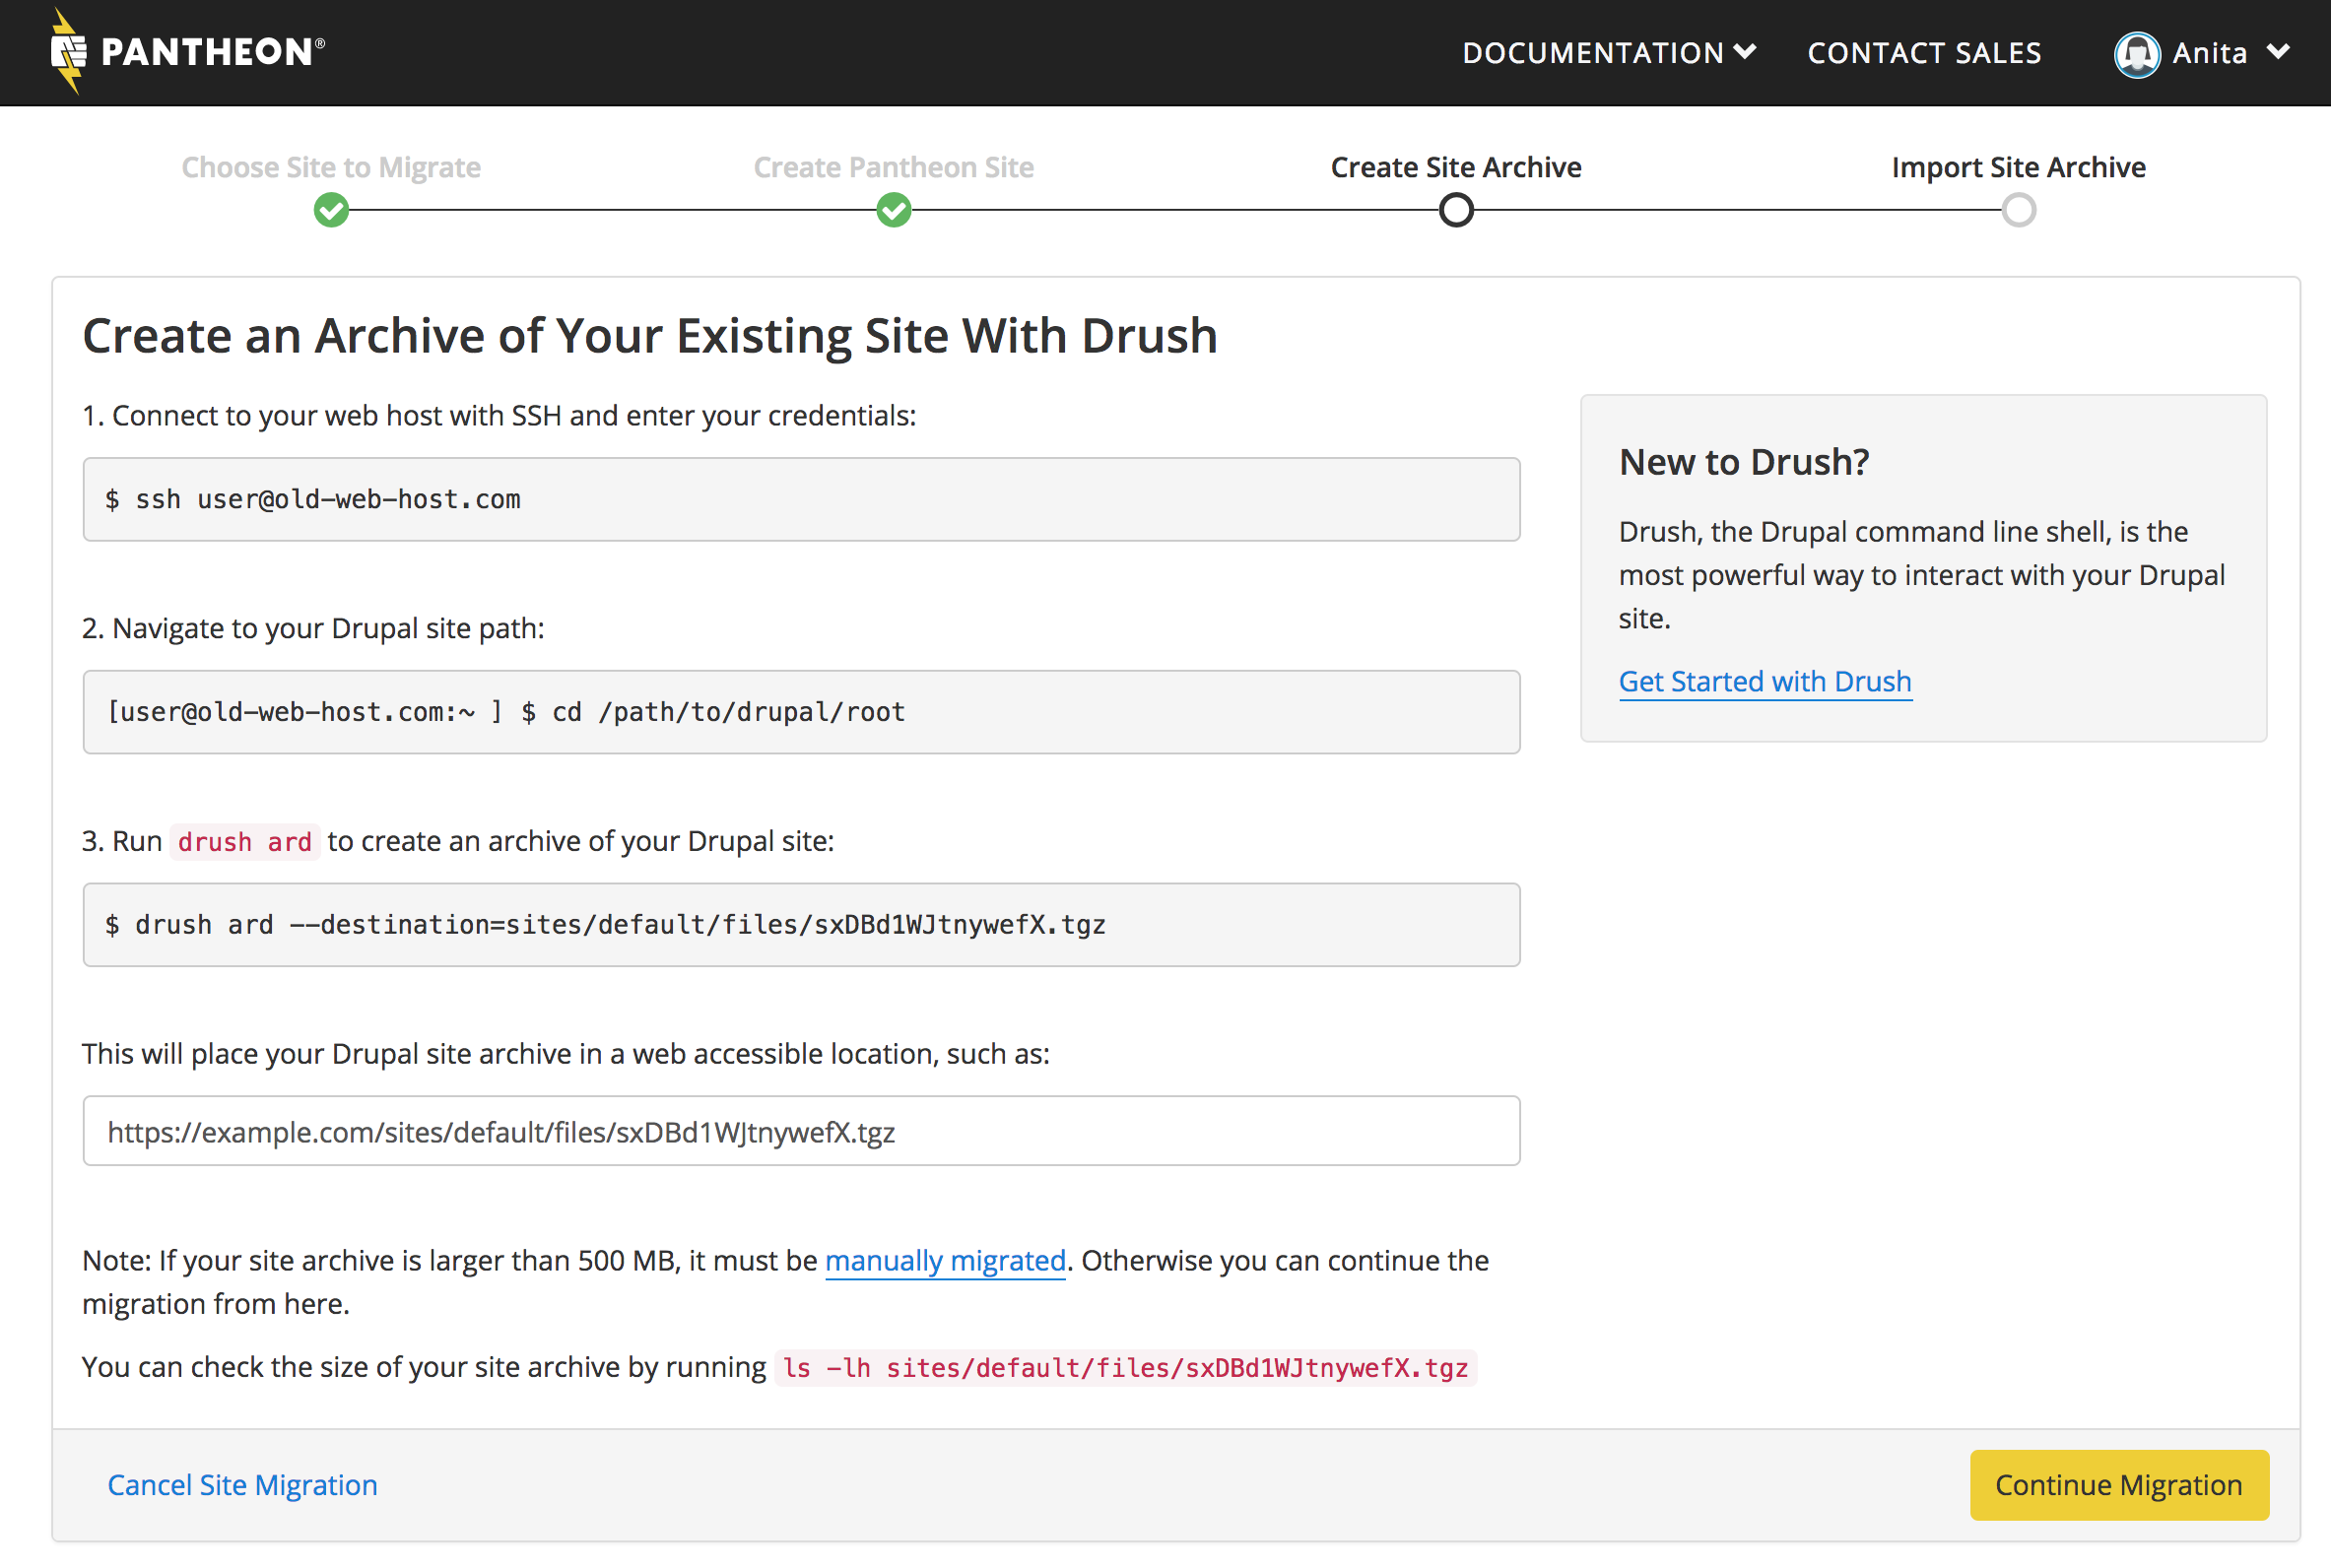 PANTHEON®
DOCUMENTATION
CONTACT SALES
Anita
Choose Site to Migrate
Create Pantheon Site
Create Site Archive
Import Site Archive
Create an Archive of Your Existing Site With Drush
1. Connect to your web host with SSH and enter your credentials:
$ ssh user@old-web-host.com
2. Navigate to your Drupal site path:
[user@old-web-host.com:~ ] $ cd /path/to/drupal/root
3. Run drush ard to create an archive of your Drupal site:
$ drush ard --destination=sites/default/files/sxDBd1WJtnywefX.tgz
This will place your Drupal site archive in a web accessible location, such as:
https://example.com/sites/default/files/sxDBd1WJtnywefX.tgz
Note: If your site archive is larger than 500 MB, it must be manually migrated. Otherwise you can continue the
migration from here.
You can check the size of your site archive by running ls -lh sites/default/files/sxDBd1WJtnywefX.tgz
New to Drush?
Drush, the Drupal command line shell, is the
most powerful way to interact with your Drupal
site.
Get Started with Drush
Cancel Site Migration
Continue Migration